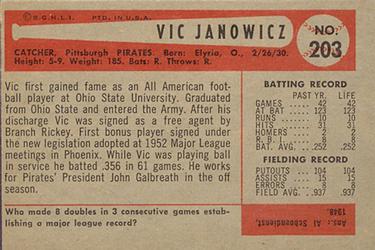 © B.G.H.L.I. PTD. IN U.S.A.
VIC JANOWICZ
NO. 203
CATCHER, Pittsburgh PIRATES. Born: Elyria, O., 2/26/30.
Height: 5-9. Weight: 185. Bats: R. Throws: R.
Vic first gained fame as an All American foot-
ball player at Ohio State University. Graduated
from Ohio State and entered the Army. After his
discharge Vic was signed as a free agent by
Branch Rickey. First bonus player signed under
the new legislation adopted at 1952 Major League
meetings in Phoenix. While Vic was playing ball
in service he batted .356 in 61 games. He works
for Pirates' President John Galbreath in the off
season.
BATTING RECORD
PAST YR. LIFE
GAMES 42 42
AT BAT 123 123
RUNS 10 10
HITS 31 31
HOMERS 2 2
R. B. I. 8 8
BAT. AVG. .252 .252
FIELDING RECORD
PUTOUTS 104 104
ASSISTS 15 15
ERRORS 8 8
FIELD AVG. .937 .937
Who made 8 doubles in 3 consecutive games estab-
lishing a major league record?
Ans.: Al Schoendienst,
1948.